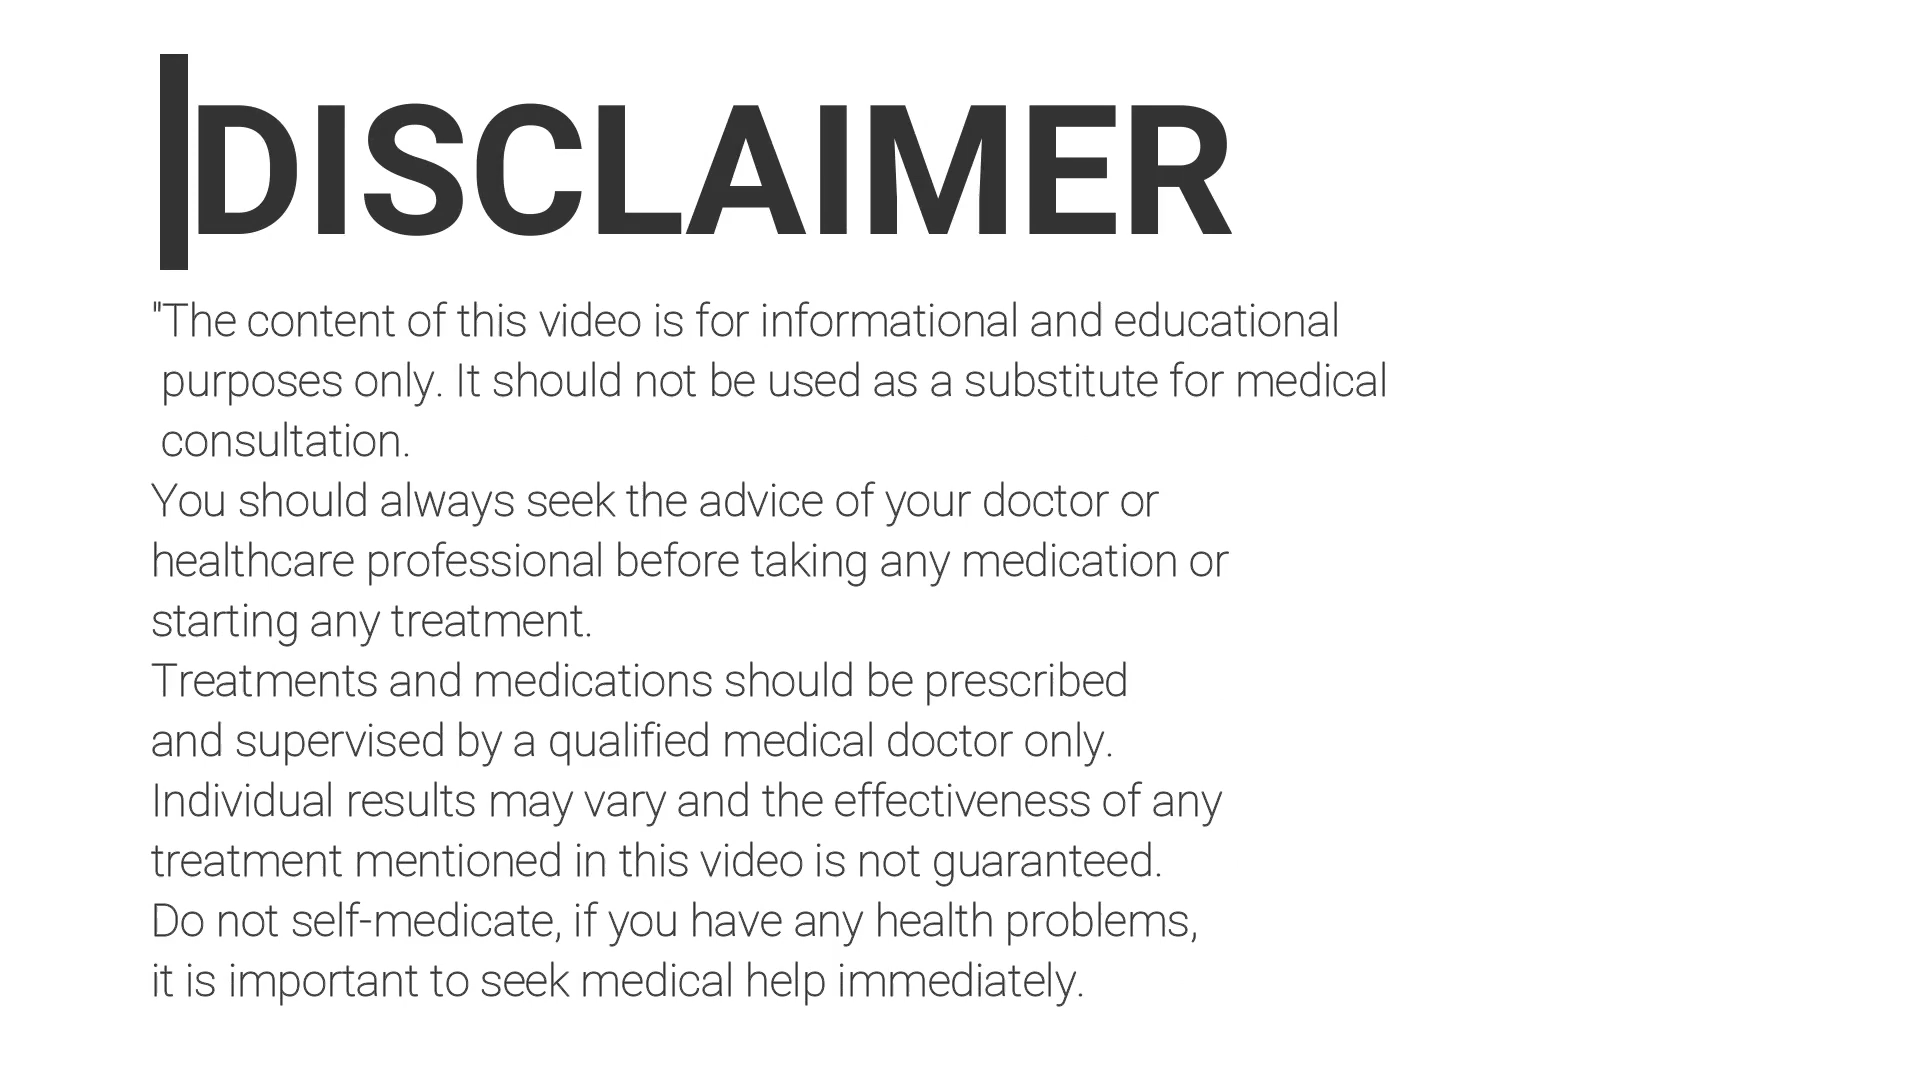 DISCLAIMER
"The content of this video is for informational and educational
purposes only. It should not be used as a substitute for medical
consultation.
You should always seek the advice of your doctor or
healthcare professional before taking any medication or
starting any treatment.
Treatments and medications should be prescribed
and supervised by a qualified medical doctor only.
Individual results may vary and the effectiveness of any
treatment mentioned in this video is not guaranteed.
Do not self-medicate, if you have any health problems,
it is important to seek medical help immediately.